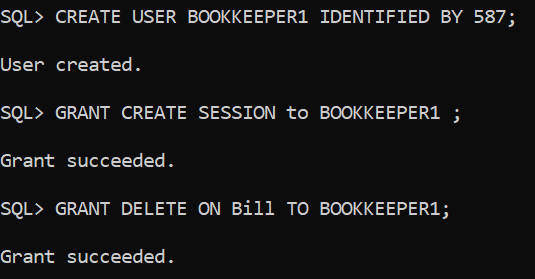 SQL> CREATE USER BOOKKEEPER1 IDENTIFIED BY 587;
User created.
SQL> GRANT CREATE SESSION to BOOKKEEPER1 ;
Grant succeeded.
SQL> GRANT DELETE ON Bill TO BOOKKEEPER1;
Grant succeeded.